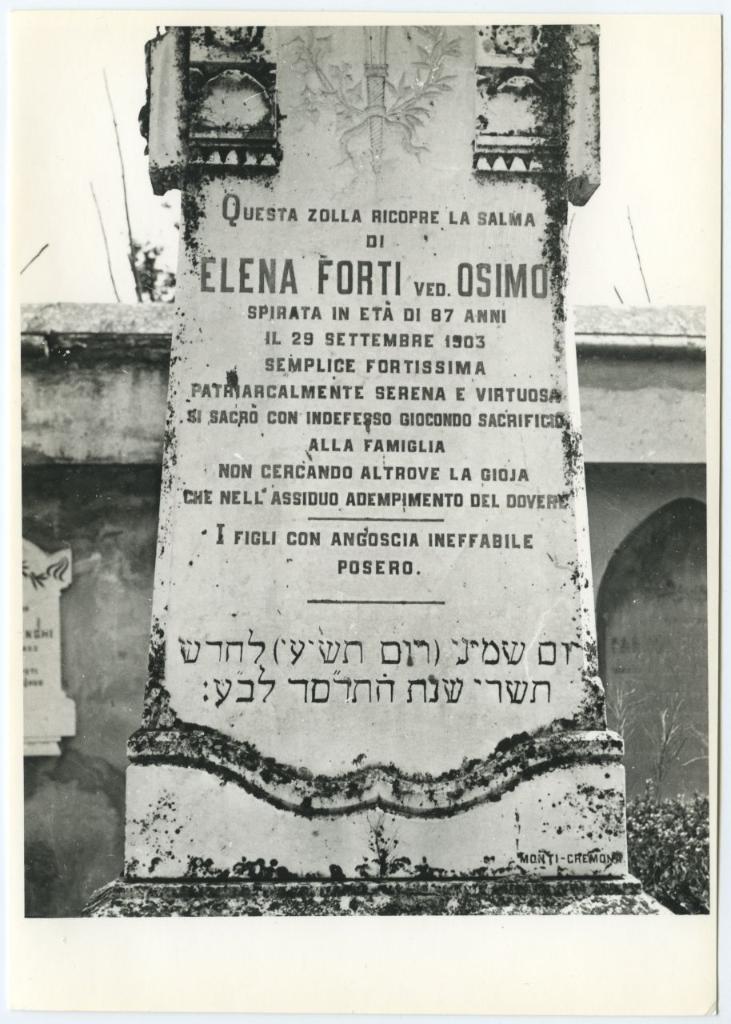 QUESTA ZOLLA RICOPRE LA SALMA
DI
ELENA FORTI VED. OSIMO
SPIRATA IN ETÀ DI 87 ANNI
IL 29 SETTEMBRE 1903
SEMPLICE FORTISSIMA
PATRIARCALMENTE SERENA E VIRTUOSA
SI SACRÒ CON INDEFESSO GIOCONDO SACRIFICIO
ALLA FAMIGLIA
NON CERCANDO ALTROVE LA GIOJA
CHE NELL'ASSIDUO ADEMPIMENTO DEL DOVERE
I FIGLI CON ANGOSCIA INEFFABILE
POSERO.
יום שמיני (ויום תשיעי) לחדש
תשרי שנת התרסד לבע:
MONTI-CREMONA